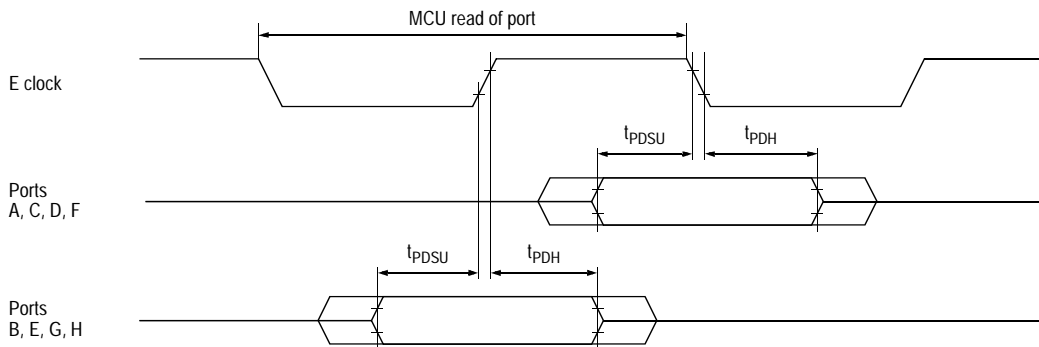 MCU read of port
E clock
tPDSU
tPDH
Ports
A, C, D, F
tPDSU
tPDH
Ports
B, E, G, H